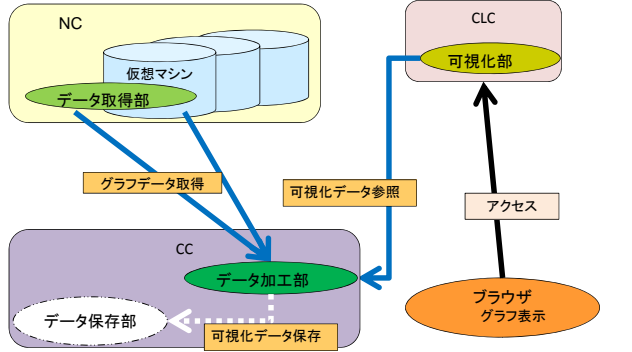 NC
仮想マシン
データ取得部
CLC
可視化部
グラフデータ取得
可視化データ参照
アクセス
CC
データ加工部
データ保存部
可視化データ保存
ブラウザ
グラフ表示